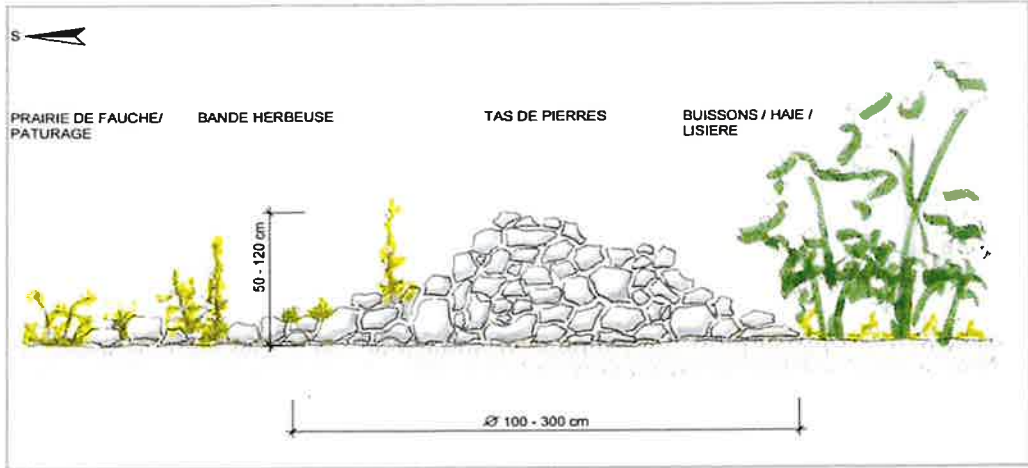 S
PRAIRIE DE FAUCHE/
PATURAGE
BANDE HERBEUSE
TAS DE PIERRES
BUISSONS / HAIE /
LISIERE
50 - 120 cm
Ø 100 - 300 cm